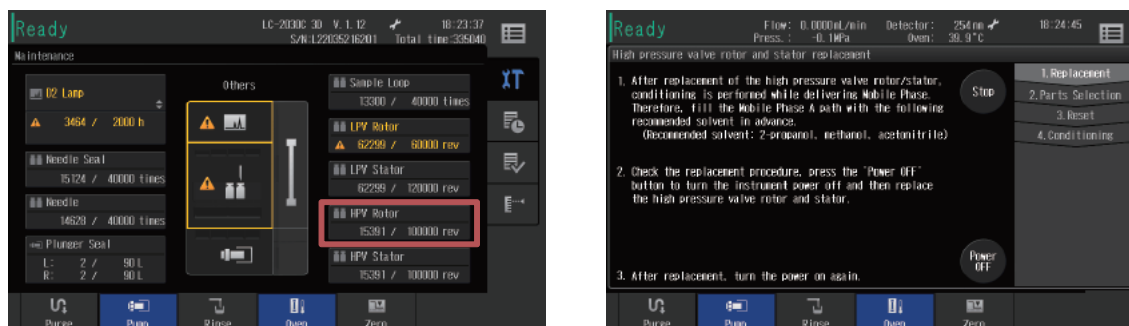 Ready
LC-2030C 3D V. 1. 12 18:23:37
S/N:L22035216201 Total time:335040
Maintenance
D2 Lamp
3464 / 2000 h
Needle Seal
15124 / 40000 times
Needle
14628 / 40000 times
Plunger Seal
L: 2 / 90 L
R: 2 / 90 L
Others
Sample Loop
13300 / 40000 times
LPV Rotor
62299 / 60000 rev
LPV Stator
62299 / 120000 rev
HPV Rotor
15391 / 100000 rev
HPV Stator
15391 / 100000 rev
Purge
Pump
Rinse
Oven
Zero
Ready
Flow: 0.0000mL/min Detector: 254 nm 18:24:45
Press. : -0. 1MPa Oven: 39. 9°C
High pressure valve rotor and stator replacement
1. After replacement of the high pressure valve rotor/stator,
conditioning is performed while delivering Mobile Phase.
Therefore, fill the Mobile Phase A path with the following
recommended solvent in advance.
(Recommended solvent: 2-propanol, methanol, acetonitrile)
2. Check the replacement procedure, press the "Power OFF"
button to turn the instrument power off and then replace
the high pressure valve rotor and stator.
3. After replacement, turn the power on again.
Stop
Power
OFF
1. Replacement
2. Parts Selection
3. Reset
4. Conditioning
Purge
Pump
Rinse
Oven
Zero